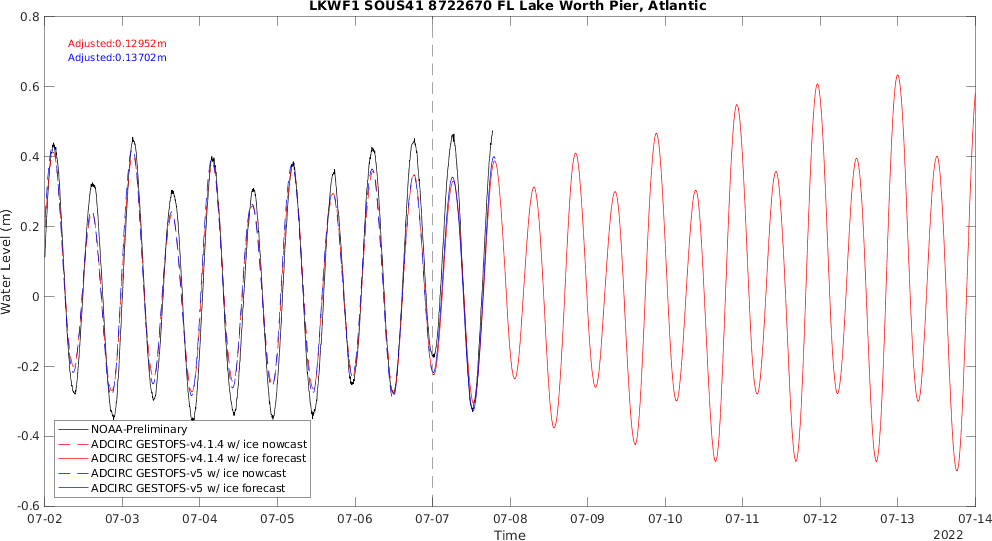 LKWF1 SOUS41 8722670 FL Lake Worth Pier, Atlantic
0.8
Adjusted:0.12952m
Adjusted:0.13702m
0.6
0.4
0.2
0
-0.2
-0.4
-0.6
Water Level (m)
NOAA-Preliminary
ADCIRC GESTOFS-v4.1.4 w/ ice nowcast
ADCIRC GESTOFS-v4.1.4 w/ ice forecast
ADCIRC GESTOFS-v5 w/ ice nowcast
ADCIRC GESTOFS-v5 w/ ice forecast
07-02 07-03 07-04 07-05 07-06 07-07 07-08 07-09 07-10 07-11 07-12 07-13 07-14
Time
2022